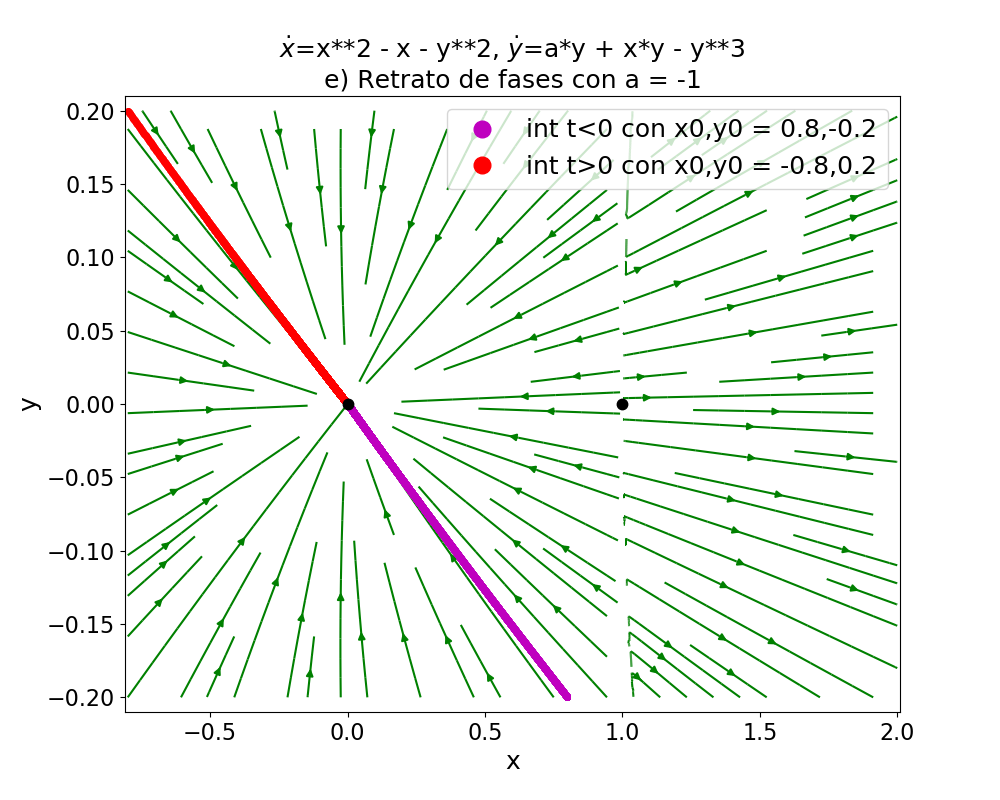 ẋ=x**2 - x - y**2, ẏ=a*y + x*y - y**3
e) Retrato de fases con a = -1
int t<0 con x0,y0 = 0.8,-0.2
int t>0 con x0,y0 = -0.8,0.2
y
0.20
0.15
0.10
0.05
0.00
−0.05
−0.10
−0.15
−0.20
−0.5 0.0 0.5 1.0 1.5 2.0
x